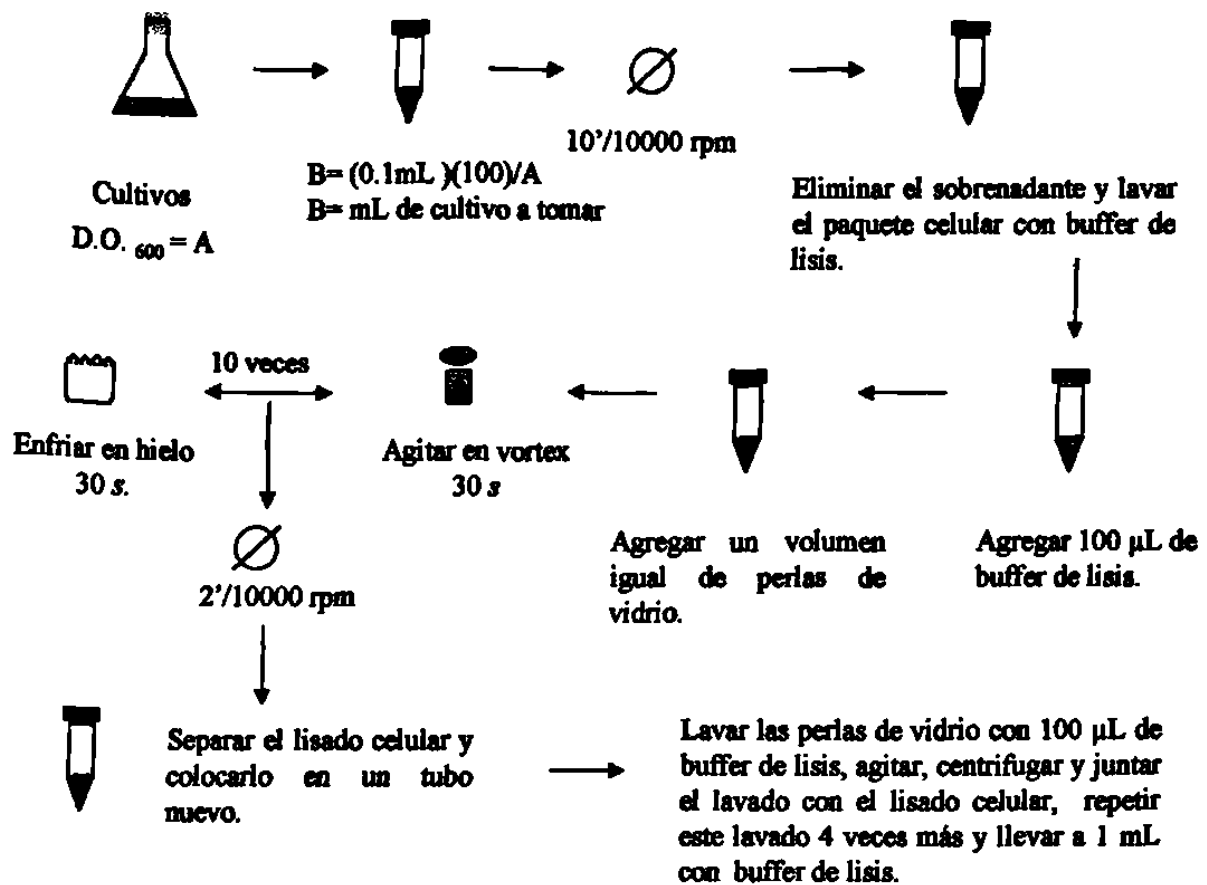 Cultivos
D.O. 600 = A
B= (0.1mL )(100)/A
B= mL de cultivo a tomar
10’/10000 rpm
Eliminar el sobrenadante y lavar
el paquete celular con buffer de
lisis.
10 veces
Enfriar en hielo
30 s.
Agitar en vortex
30 s
Agregar un volumen
igual de perlas de
vidrio.
Agregar 100 µL de
buffer de lisis.
2’/10000 rpm
Separar el lisado celular y
colocarlo en un tubo
nuevo.
Lavar las perlas de vidrio con 100 µL de
buffer de lisis, agitar, centrifugar y juntar
el lavado con el lisado celular, repetir
este lavado 4 veces más y llevar a 1 mL
con buffer de lisis.